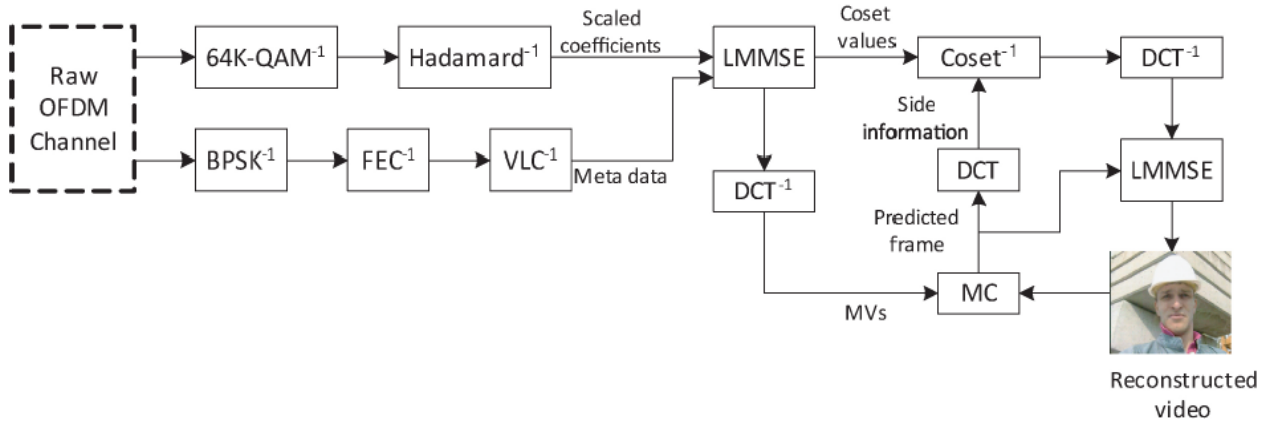 Raw
OFDM
Channel
64K-QAM⁻¹
Hadamard⁻¹
Scaled
coefficients
LMMSE
Coset
values
Coset⁻¹
DCT⁻¹
BPSK⁻¹
FEC⁻¹
VLC⁻¹
Meta data
DCT⁻¹
Side
information
DCT
LMMSE
Predicted
frame
MC
MVs
Reconstructed
video